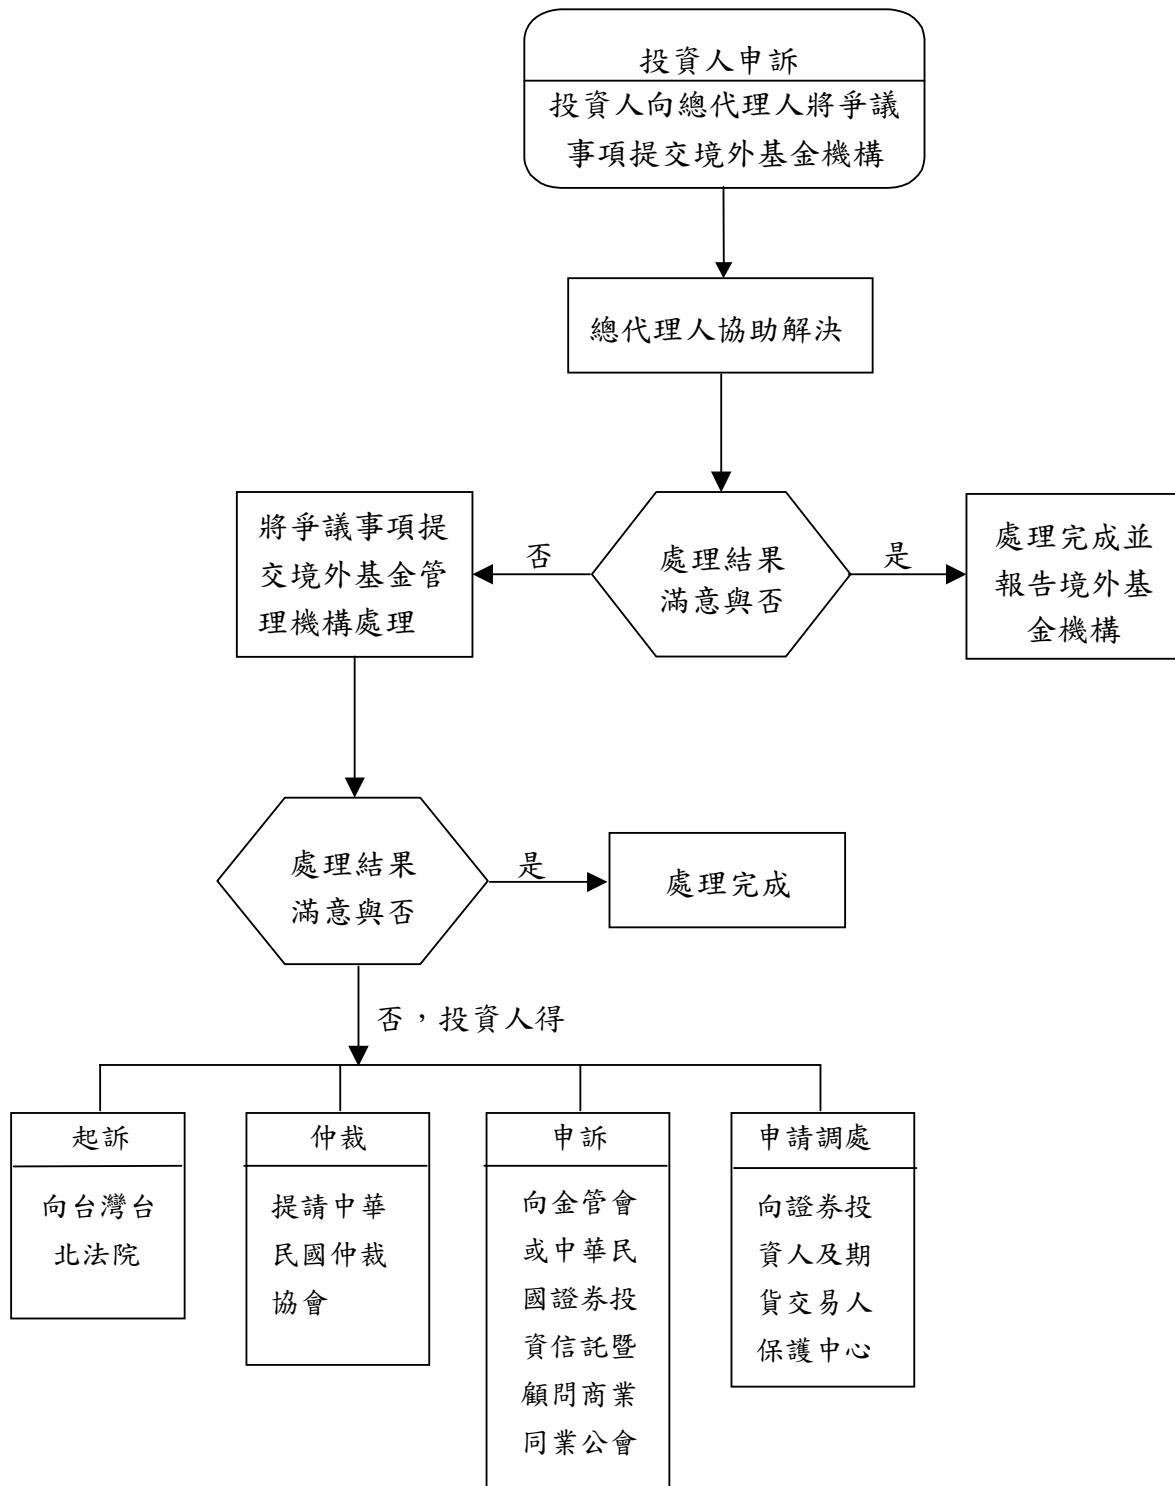 投資人申訴
投資人向總代理人將爭議
事項提交境外基金機構
總代理人協助解決
將爭議事項提
交境外基金管
理機構處理
否
處理結果
滿意與否
是
處理完成並
報告境外基
金機構
處理結果
滿意與否
是
處理完成
否，投資人得
起訴
向台灣台
北法院
仲裁
提請中華
民國仲裁
協會
申訴
向金管會
或中華民
國證券投
資信託暨
顧問商業
同業公會
申請調處
向證券投
資人及期
貨交易人
保護中心